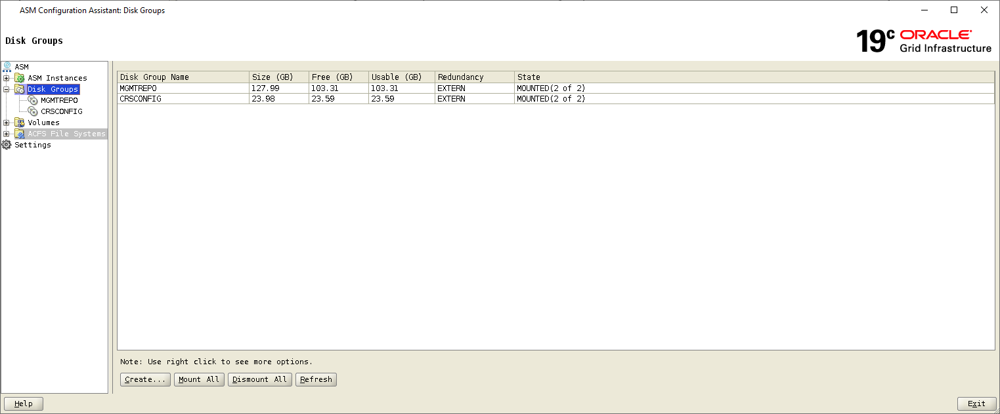 ASM Configuration Assistant: Disk Groups
Disk Groups
19c ORACLE
Grid Infrastructure
ASM
ASM Instances
Disk Groups
MGMTREPO
CRSCONFIG
Volumes
ACFS File Systems
Settings
Disk Group Name Size (GB) Free (GB) Usable (GB) Redundancy State
MGMTREPO 127.99 103.31 103.31 EXTERN MOUNTED(2 of 2)
CRSCONFIG 23.98 23.59 23.59 EXTERN MOUNTED(2 of 2)
Note: Use right click to see more options.
Create... Mount All Dismount All Refresh
Help Exit